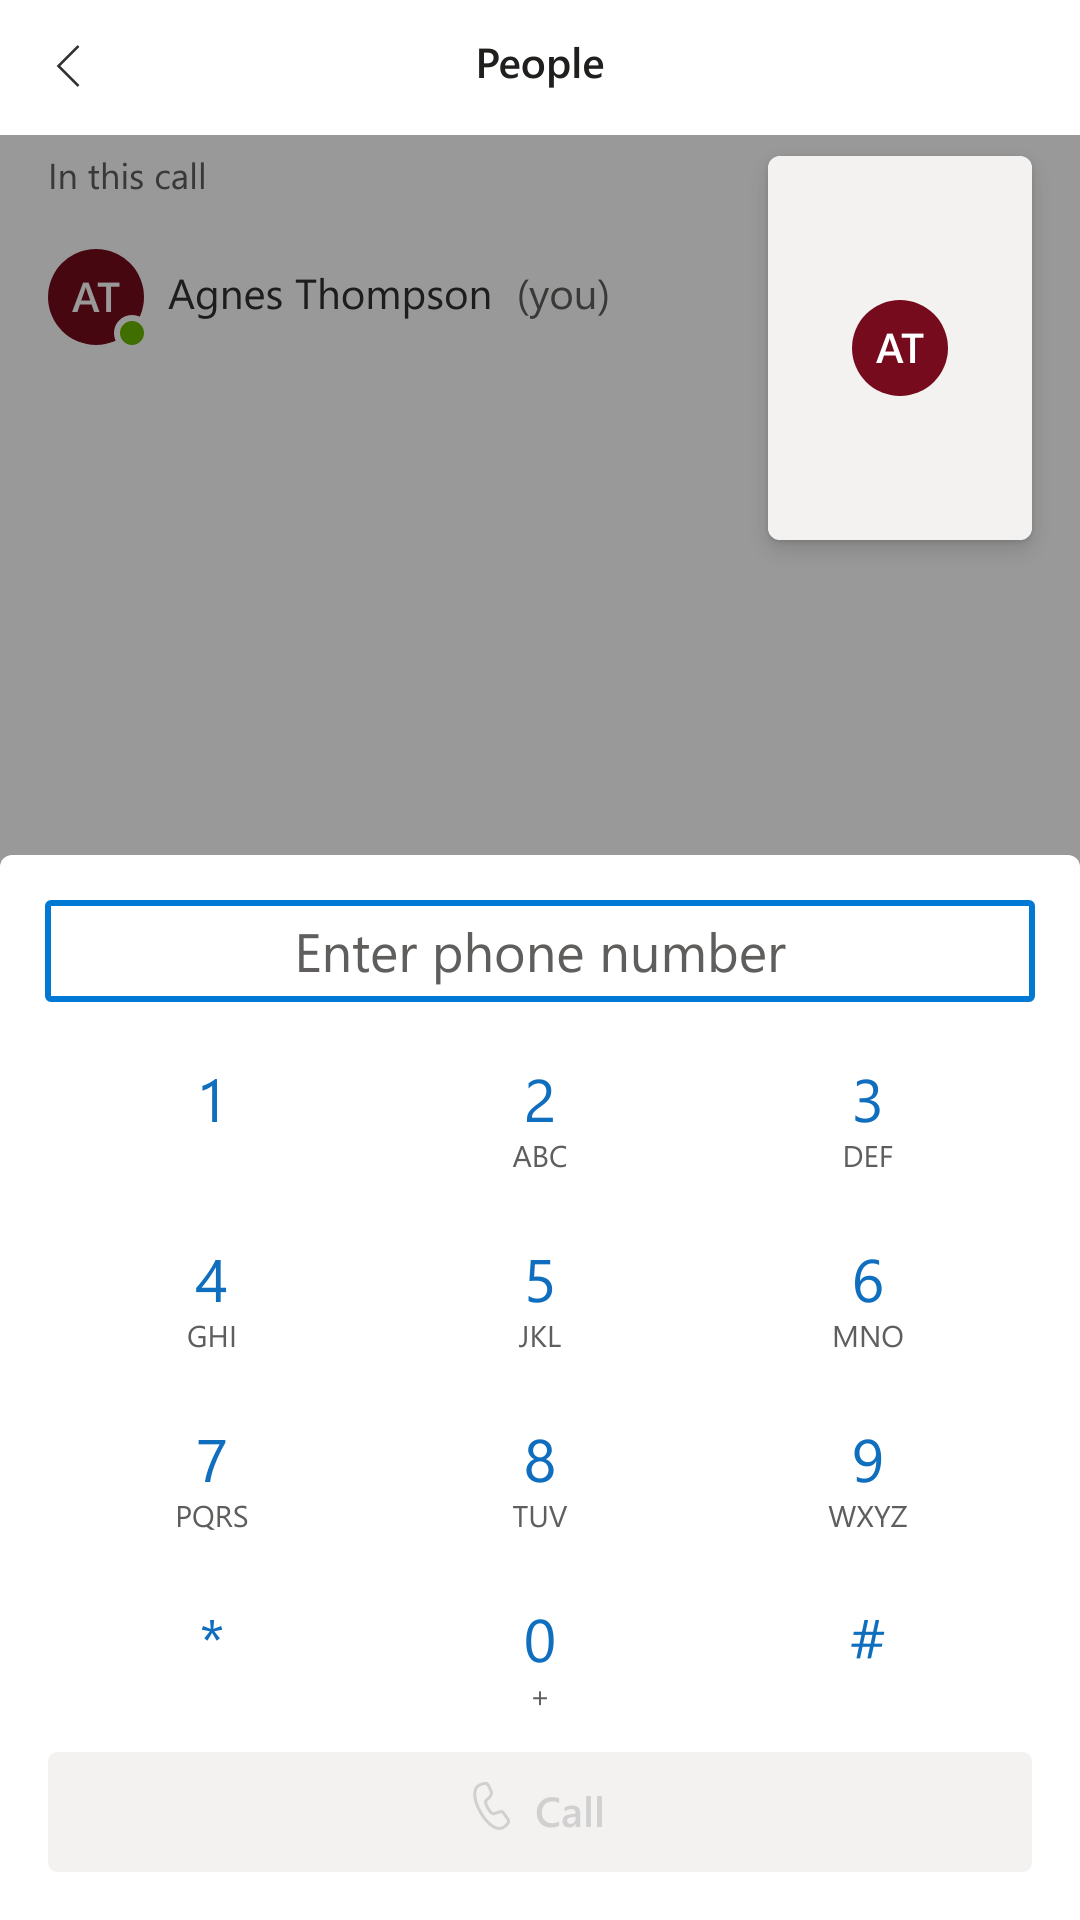 People
In this call
AT Agnes Thompson (you)
AT
Enter phone number
1 2 3
ABC DEF
4 5 6
GHI JKL MNO
7 8 9
PQRS TUV WXYZ
* 0 #
+
Call